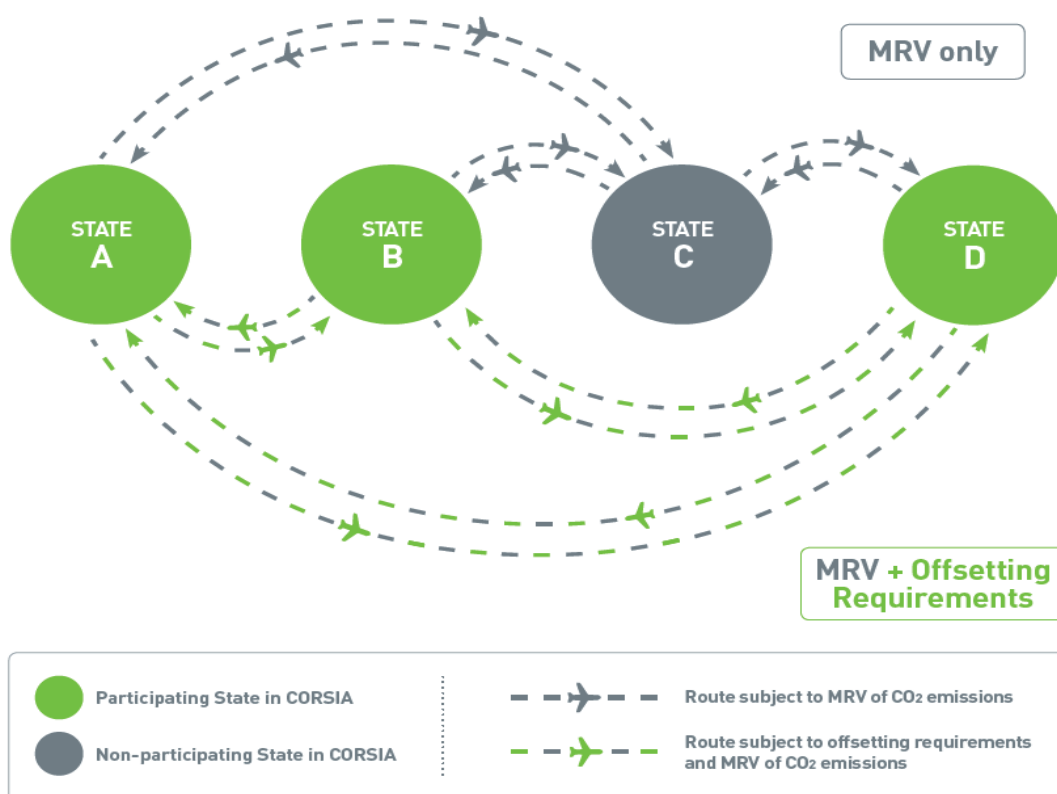 MRV only
STATE
A
STATE
B
STATE
C
STATE
D
MRV + Offsetting
Requirements
Participating State in CORSIA
Non-participating State in CORSIA
Route subject to MRV of CO₂ emissions
Route subject to offsetting requirements
and MRV of CO₂ emissions